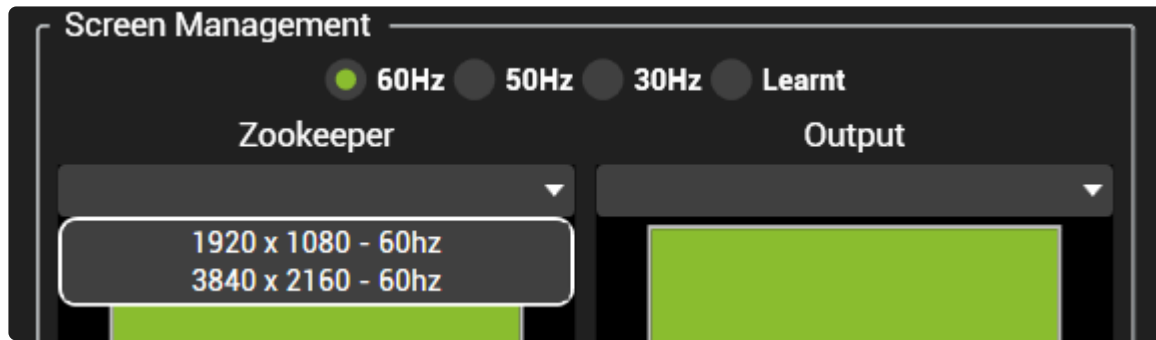 Screen Management
60Hz 50Hz 30Hz Learnt
Zookeeper Output
1920 x 1080 - 60hz
3840 x 2160 - 60hz